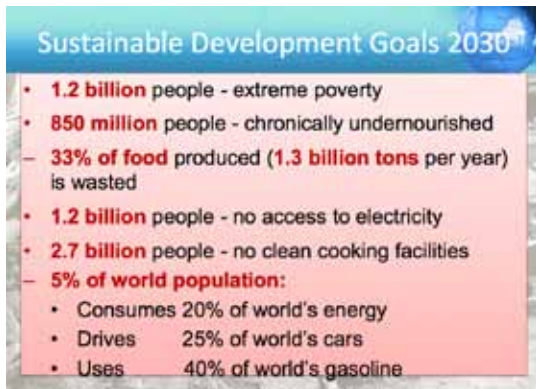 Sustainable Development Goals 2030
• 1.2 billion people - extreme poverty
• 850 million people - chronically undernourished
– 33% of food produced (1.3 billion tons per year)
is wasted
• 1.2 billion people - no access to electricity
• 2.7 billion people - no clean cooking facilities
– 5% of world population:
• Consumes 20% of world's energy
• Drives 25% of world's cars
• Uses 40% of world's gasoline